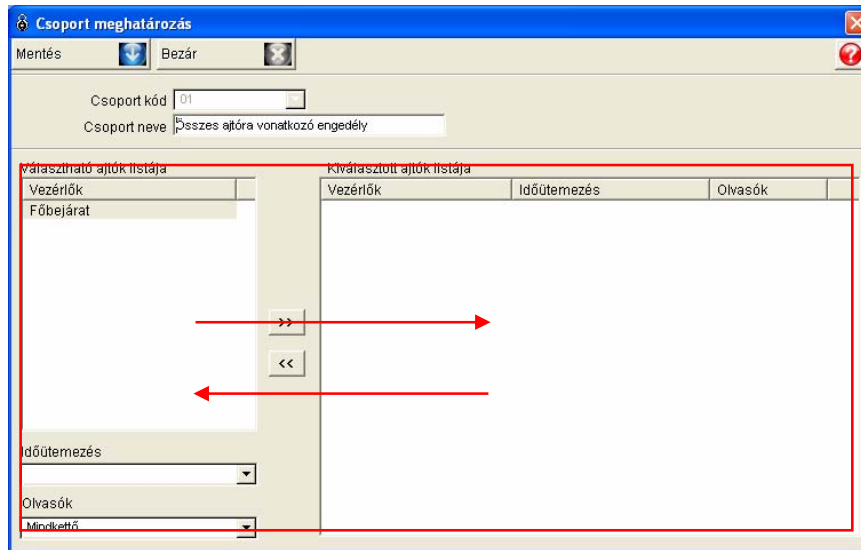 Csoport meghatározás
Mentés Bezár
Csoport kód 01
Csoport neve Összes ajtóra vonatkozó engedély
Választható ajtók listája
Vezérlők
Főbejárat
>>
<<
Időütemezés
Olvasók
Mindkettő
Kiválasztott ajtók listája
Vezérlők Időütemezés Olvasók